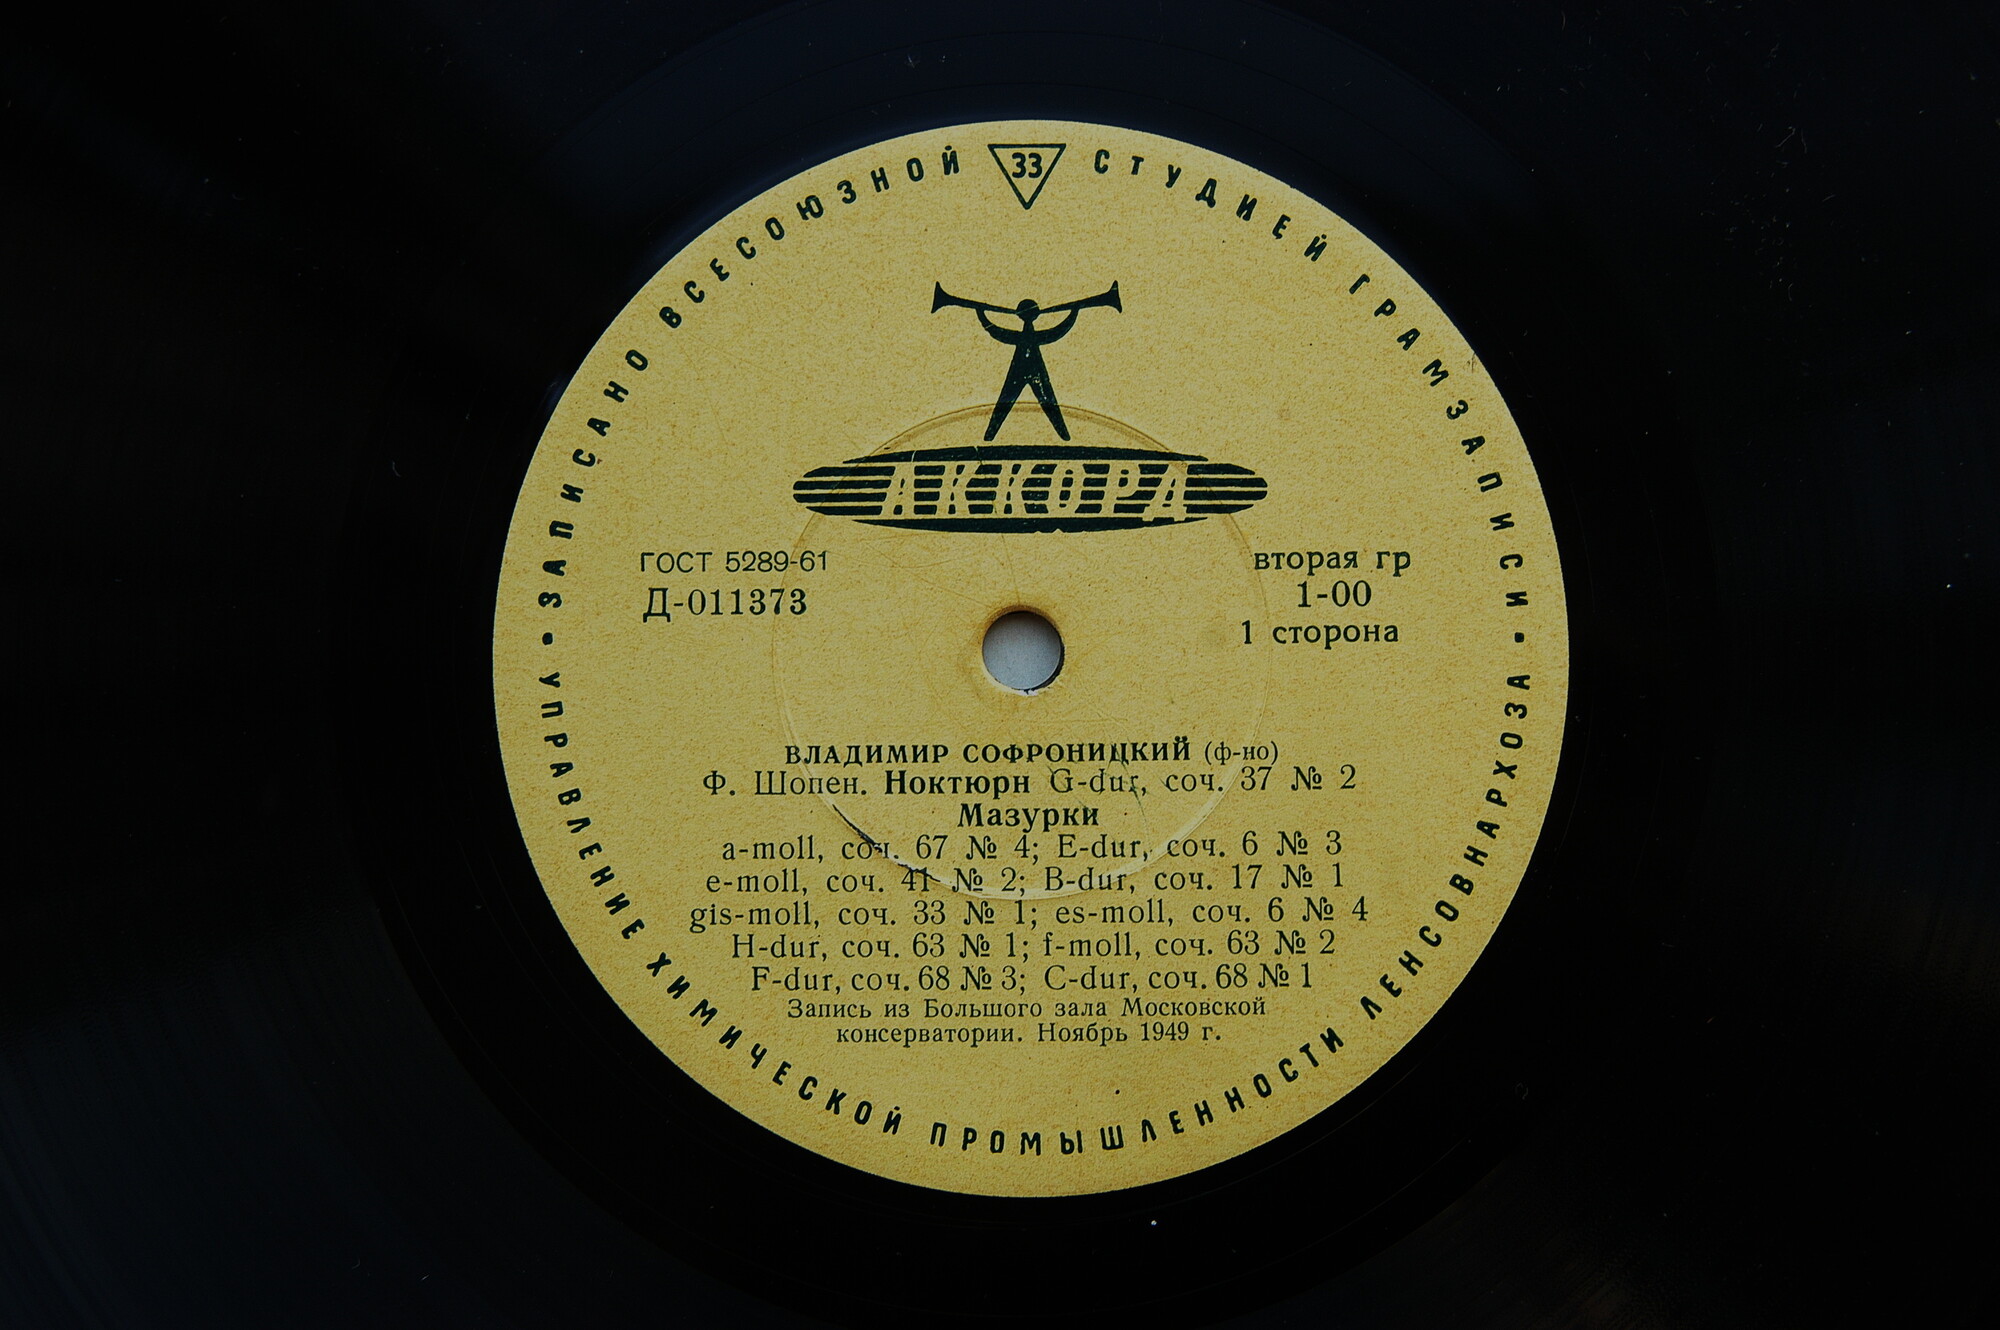 ЗАПИСАНО ВСЕСОЮЗНОЙ СТУДИЕЙ ГРАМЗАПИСИ •
33
АККОРД
ГОСТ 5289-61
Д-011373
вторая гр
1-00
1 сторона
ВЛАДИМИР СОФРОНИЦКИЙ (ф-но)
Ф. Шопен. Ноктюрн G-dur, соч. 37 № 2
Мазурки
a-moll, соч. 67 № 4; E-dur, соч. 6 № 3
e-moll, соч. 41 № 2; B-dur, соч. 17 № 1
gis-moll, соч. 33 № 1; es-moll, соч. 6 № 4
H-dur, соч. 63 № 1; f-moll, соч. 63 № 2
F-dur, соч. 68 № 3; C-dur, соч. 68 № 1
Запись из Большого зала Московской
консерватории. Ноябрь 1949 г.
• УПРАВЛЕНИЕ ХИМИЧЕСКОЙ ПРОМЫШЛЕННОСТИ ЛЕНСОВНАРХОЗА